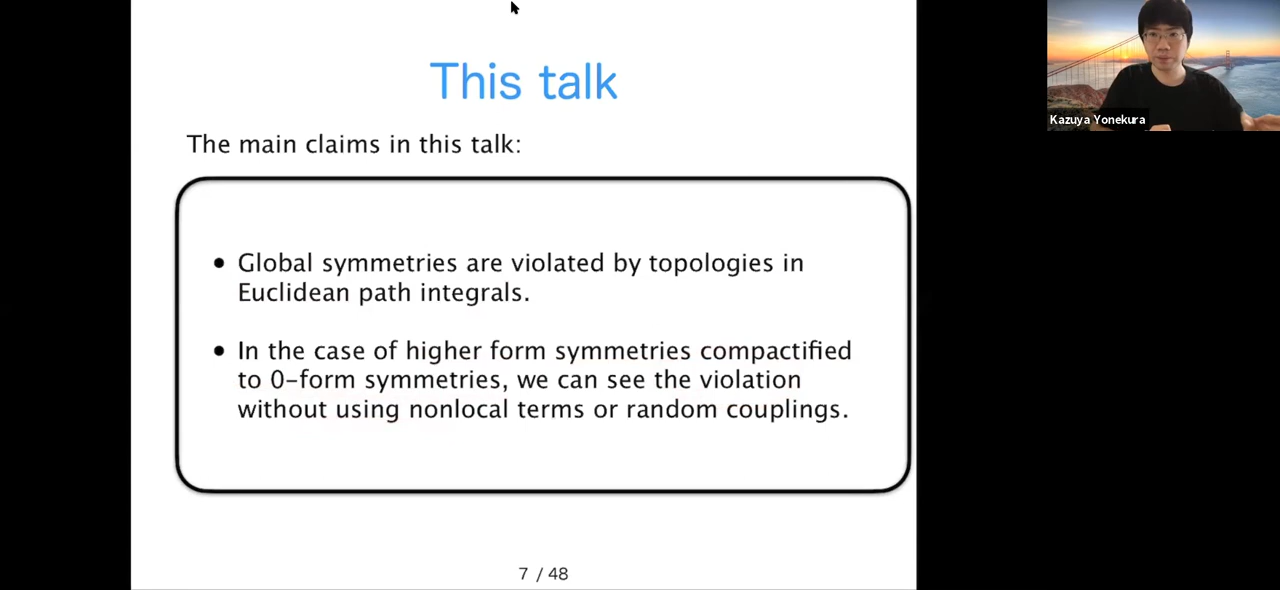 This talk
The main claims in this talk:
• Global symmetries are violated by topologies in
Euclidean path integrals.
• In the case of higher form symmetries compactified
to 0-form symmetries, we can see the violation
without using nonlocal terms or random couplings.
7 / 48
Kazuya Yonekura